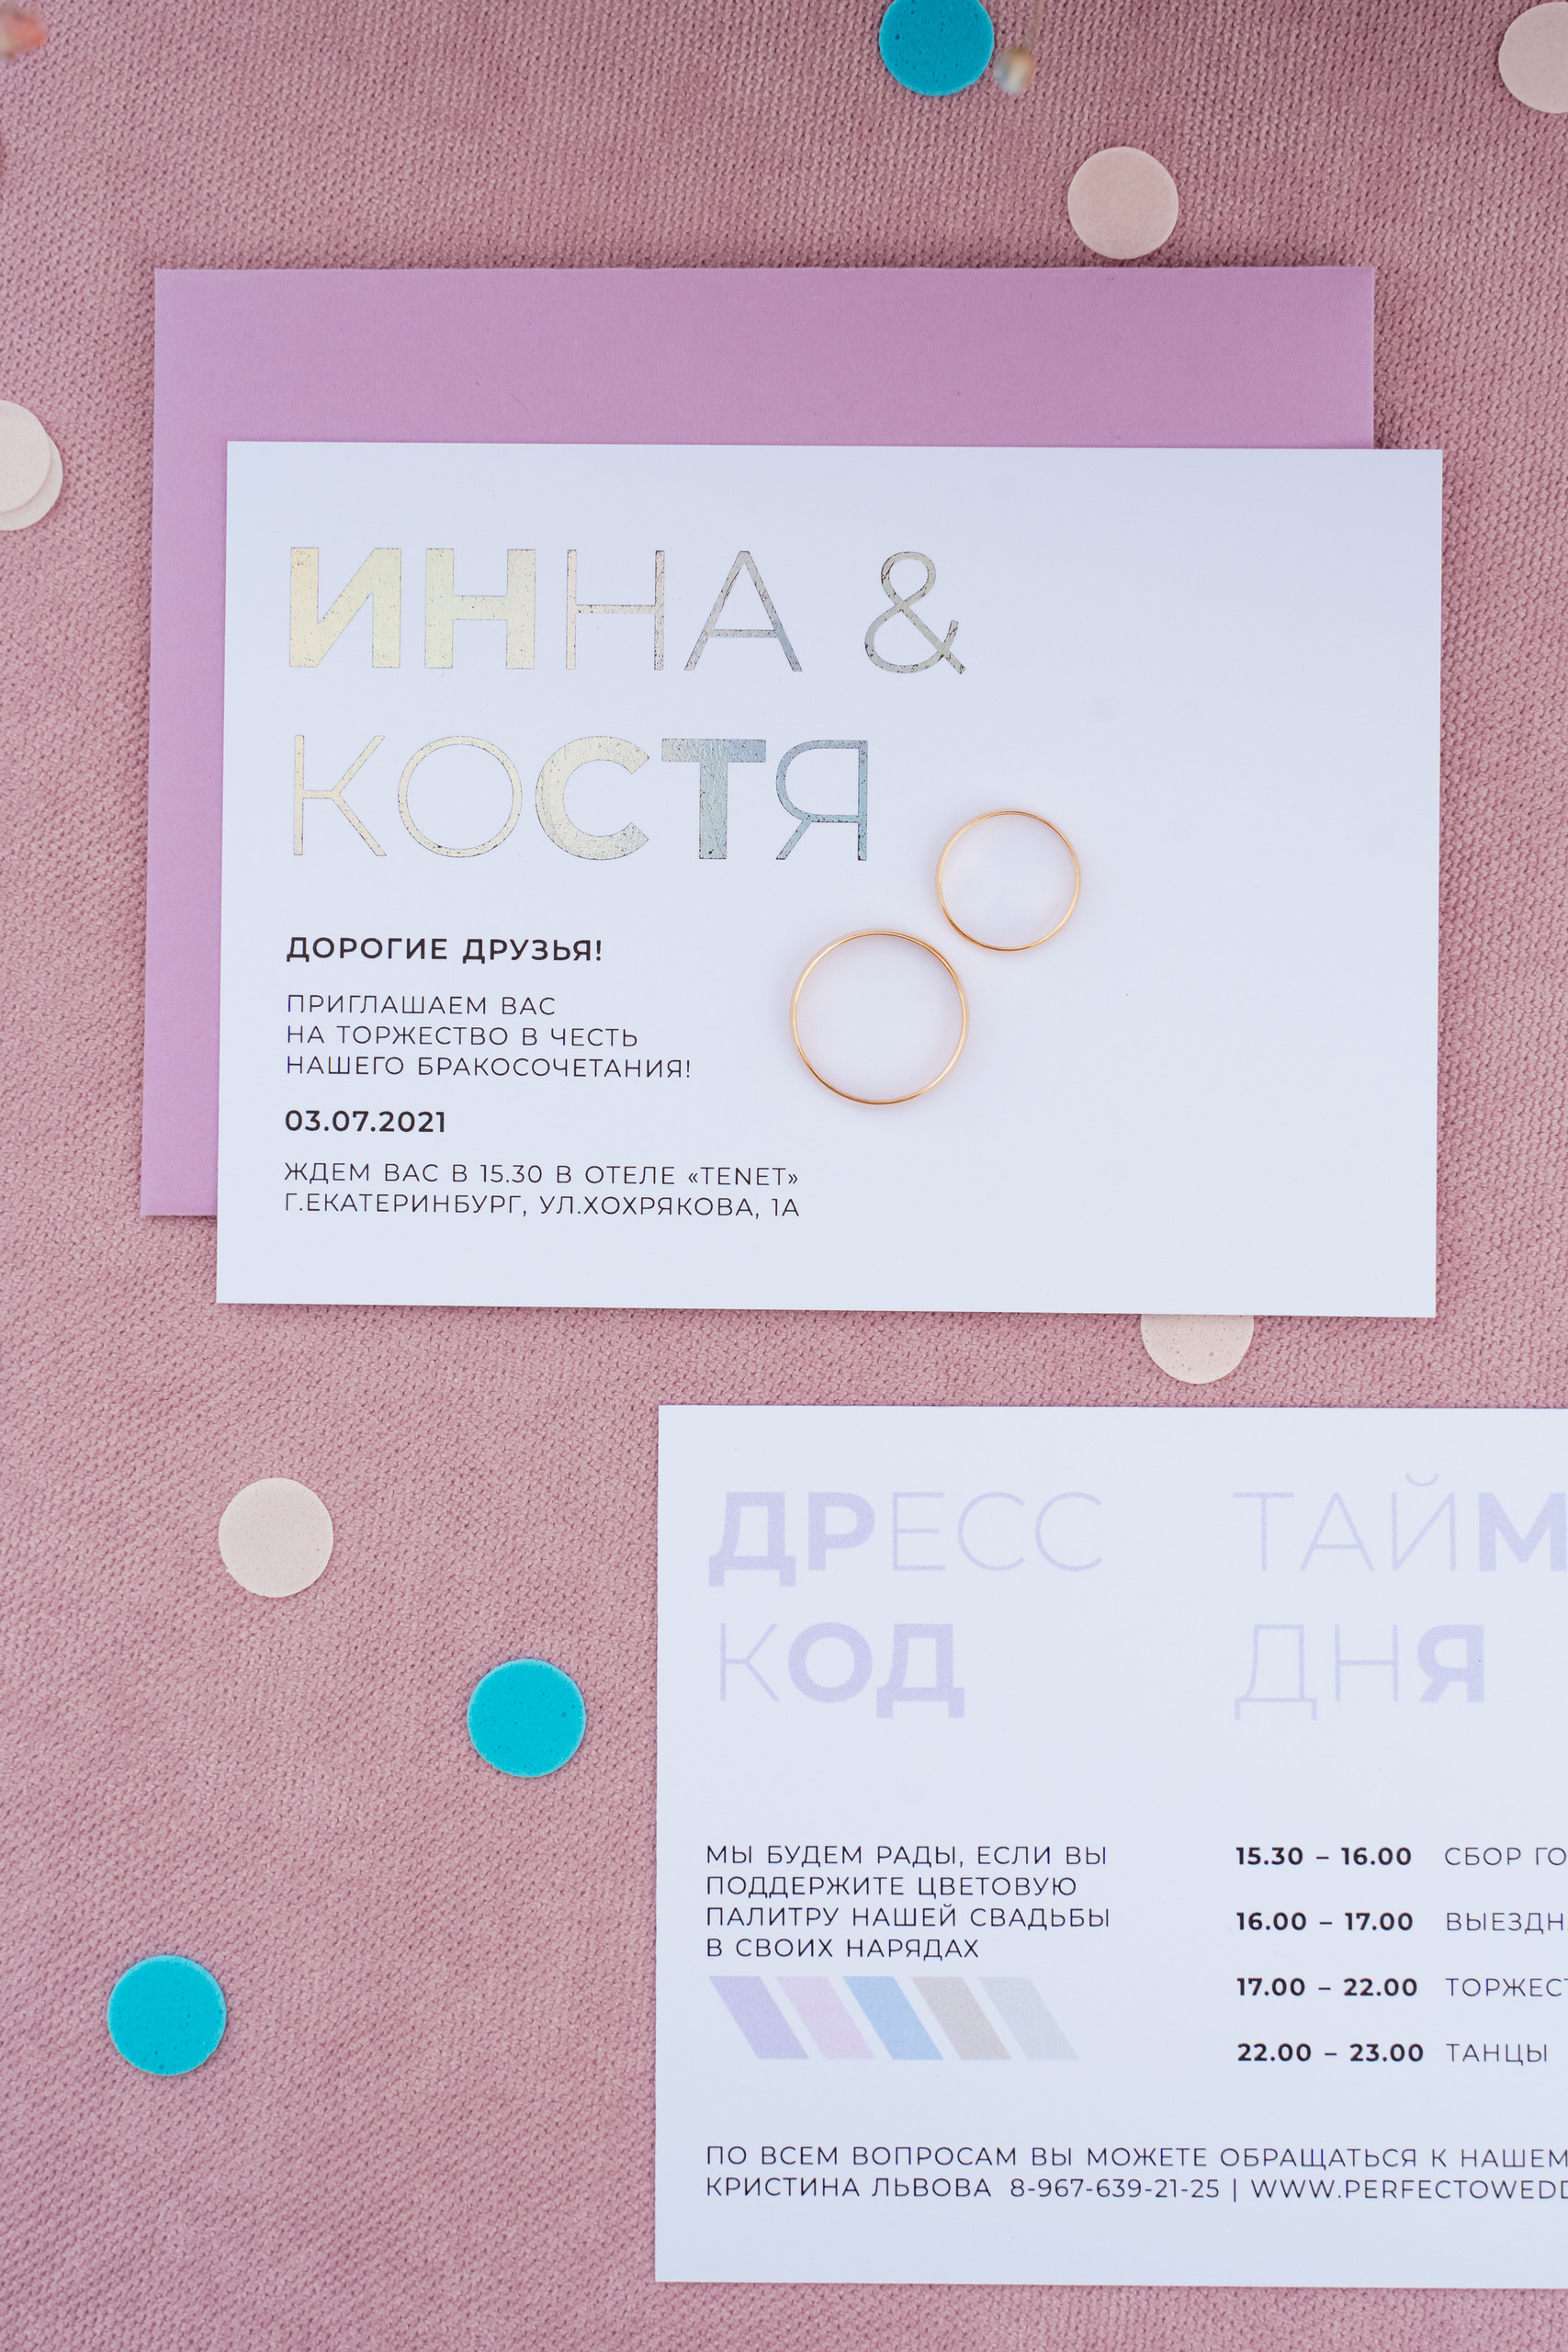 ИННА &
КОСТЯ
ДОРОГИЕ ДРУЗЬЯ!
ПРИГЛАШАЕМ ВАС
НА ТОРЖЕСТВО В ЧЕСТЬ
НАШЕГО БРАКОСОЧЕТАНИЯ!
03.07.2021
ЖДЕМ ВАС В 15.30 В ОТЕЛЕ «TENET»
Г.ЕКАТЕРИНБУРГ, УЛ.ХОХРЯКОВА, 1А
ДРЕСС
КОД
МЫ БУДЕМ РАДЫ, ЕСЛИ ВЫ
ПОДДЕРЖИТЕ ЦВЕТОВУЮ
ПАЛИТРУ НАШЕЙ СВАДЬБЫ
В СВОИХ НАРЯДАХ
ТАЙМ
ДНЯ
15.30 – 16.00 СБОР
16.00 – 17.00
17.00 – 22.00
22.00 – 23.00 ТАНЦЫ
ПО ВСЕМ ВОПРОСАМ ВЫ МОЖЕТЕ ОБРАЩАТЬСЯ К
КРИСТИНА ЛЬВОВА 8-967-639-21-25 |